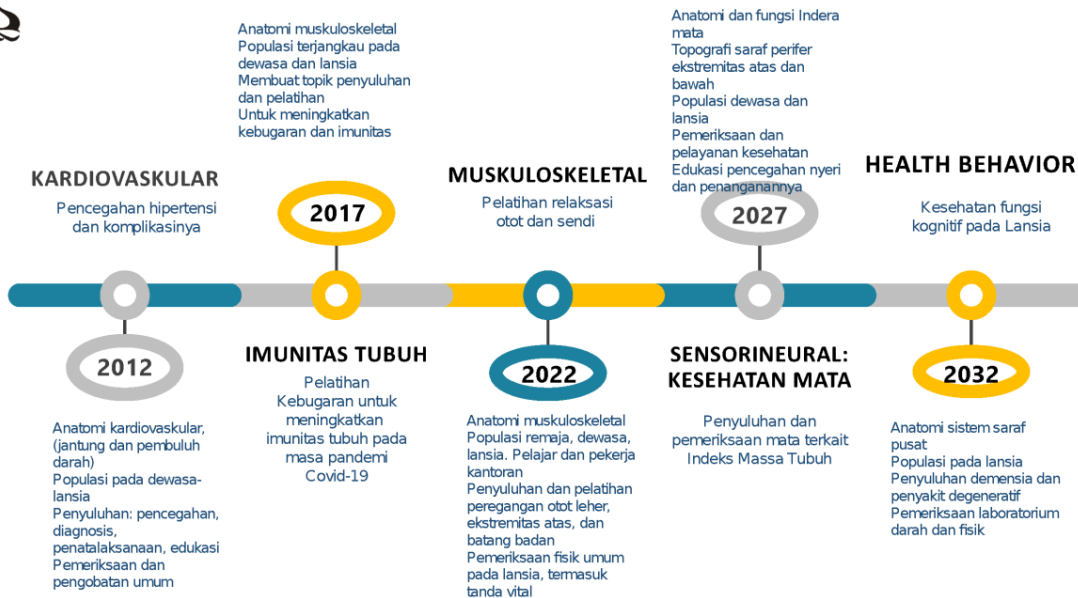 KARDIOVASKULAR
Pencegahan hipertensi
dan komplikasinya
2012
Anatomi kardiovaskular,
(jantung dan pembuluh
darah)
Populasi pada dewasa-
lansia
Penyuluhan: pencegahan,
diagnosis,
penatalaksanaan, edukasi
Pemeriksaan dan
pengobatan umum
Anatomi muskuloskeletal
Populasi terjangkau pada
dewasa dan lansia
Membuat topik penyuluhan
dan pelatihan
Untuk meningkatkan
kebugaran dan imunitas
2017
IMUNITAS TUBUH
Pelatihan
Kebugaran untuk
meningkatkan
imunitas tubuh pada
masa pandemi
Covid-19
MUSKULOSKELETAL
Pelatihan relaksasi
otot dan sendi
2022
Anatomi muskuloskeletal
Populasi remaja, dewasa,
lansia. Pelajar dan pekerja
kantoran
Penyuluhan dan pelatihan
peregangan otot leher,
ekstremitas atas, dan
batang badan
Pemeriksaan fisik umum
pada lansia, termasuk
tanda vital
Anatomi dan fungsi Indera
mata
Topografi saraf perifer
ekstremitas atas dan
bawah
Populasi dewasa dan
lansia
Pemeriksaan dan
pelayanan kesehatan
Edukasi pencegahan nyeri
dan penanganannya
2027
SENSORINEURAL:
KESEHATAN MATA
Penyuluhan dan
pemeriksaan mata terkait
Indeks Massa Tubuh
HEALTH BEHAVIOR
Kesehatan fungsi
kognitif pada Lansia
2032
Anatomi sistem saraf
pusat
Populasi pada lansia
Penyuluhan demensia dan
penyakit degeneratif
Pemeriksaan laboratorium
darah dan fisik